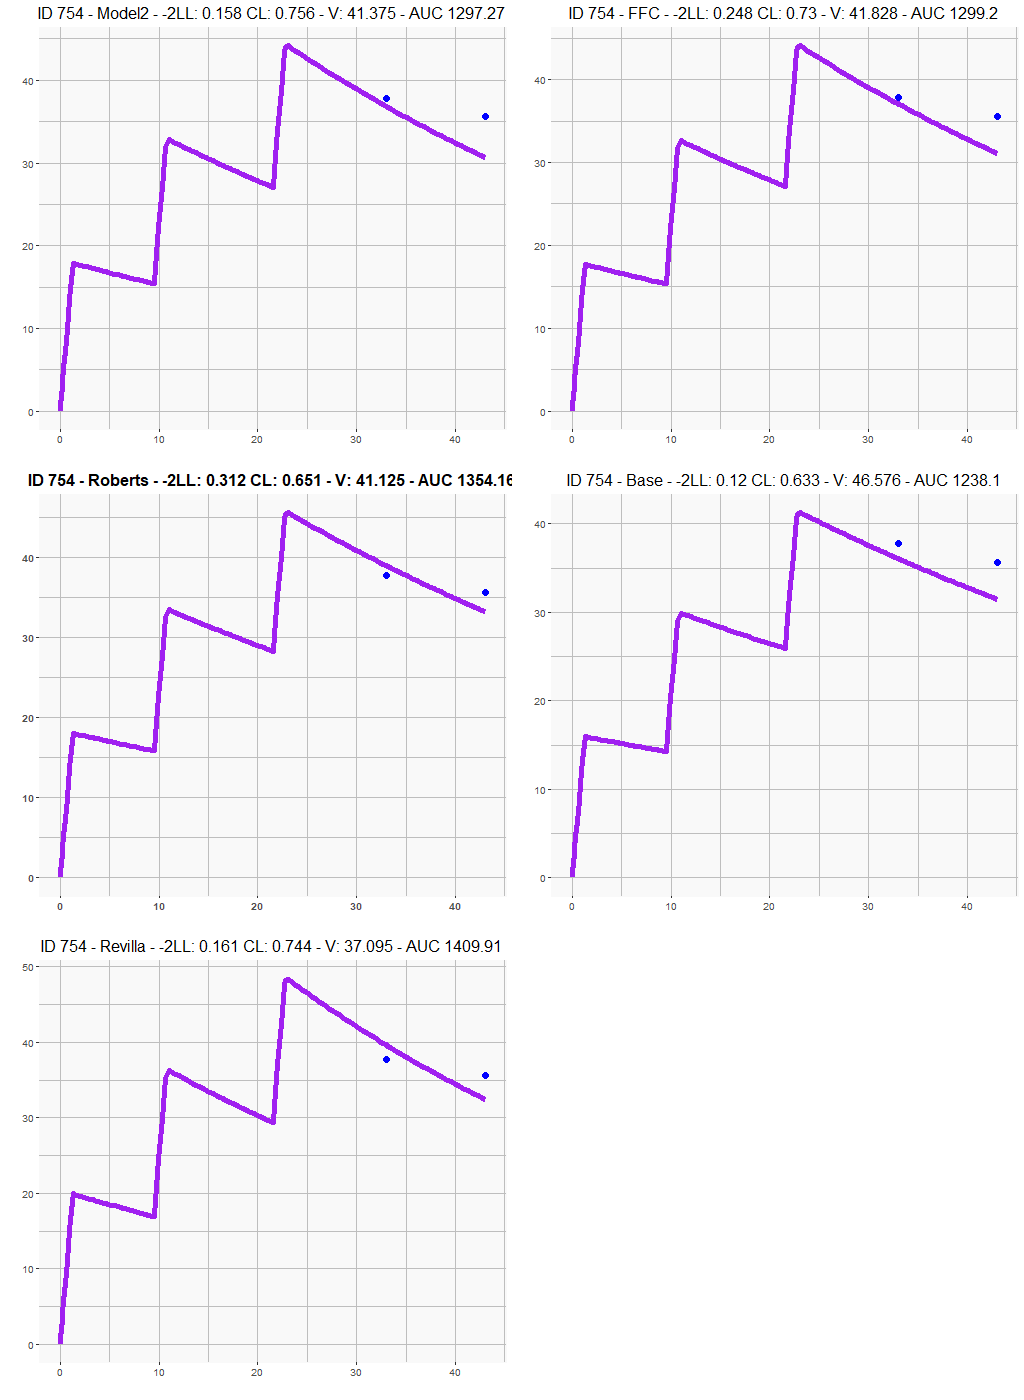 ID 754 - Model2 - -2LL: 0.158 CL: 0.756 - V: 41.375 - AUC 1297.27
40
30
20
10
0
0 10 20 30 40
ID 754 - FFC - -2LL: 0.248 CL: 0.73 - V: 41.828 - AUC 1299.2
40
30
20
10
0
0 10 20 30 40
ID 754 - Roberts - -2LL: 0.312 CL: 0.651 - V: 41.125 - AUC 1354.16
40
30
20
10
0
0 10 20 30 40
ID 754 - Base - -2LL: 0.12 CL: 0.633 - V: 46.576 - AUC 1238.1
40
30
20
10
0
0 10 20 30 40
ID 754 - Revilla - -2LL: 0.161 CL: 0.744 - V: 37.095 - AUC 1409.91
50
40
30
20
10
0
0 10 20 30 40